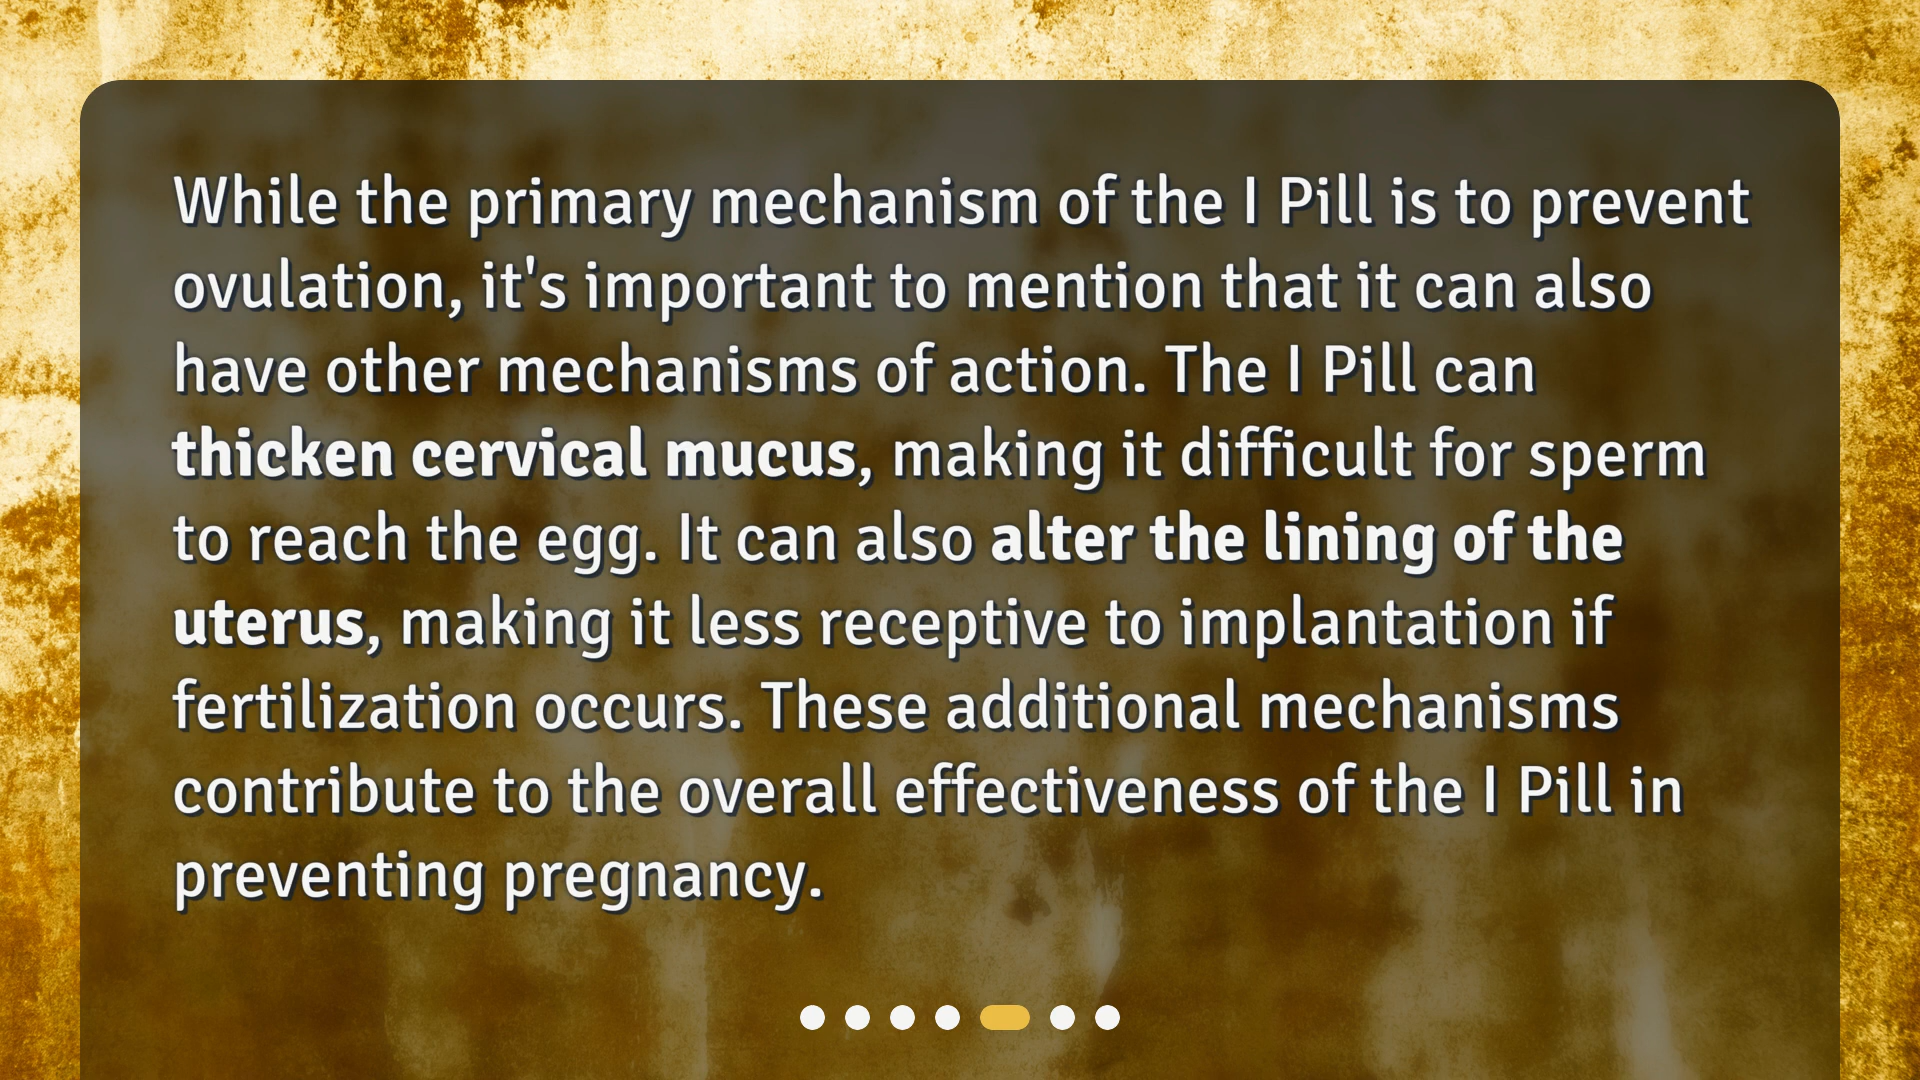 While the primary mechanism of the I Pill is to prevent
ovulation, it's important to mention that it can also
have other mechanisms of action. The I Pill can
thicken cervical mucus, making it difficult for sperm
to reach the egg. It can also alter the lining of the
uterus, making it less receptive to implantation if
fertilization occurs. These additional mechanisms
contribute to the overall effectiveness of the I Pill in
preventing pregnancy.